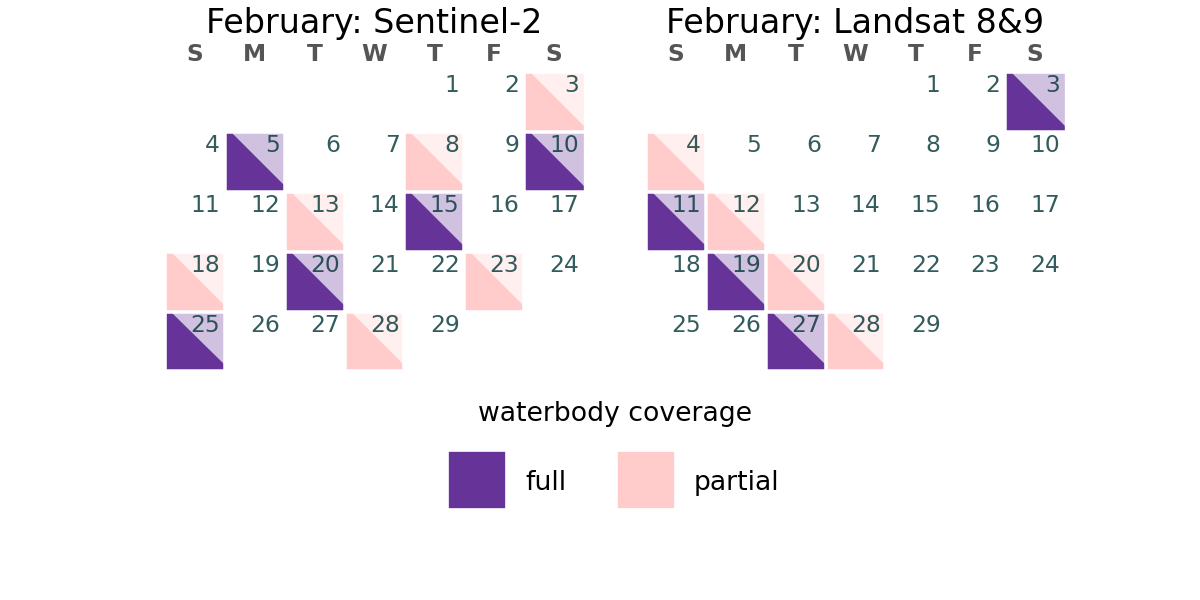 February: Sentinel-2
S M T W T F S
1 2 3
4 5 6 7 8 9 10
11 12 13 14 15 16 17
18 19 20 21 22 23 24
25 26 27 28 29
February: Landsat 8&9
S M T W T F S
1 2 3
4 5 6 7 8 9 10
11 12 13 14 15 16 17
18 19 20 21 22 23 24
25 26 27 28 29
waterbody coverage
full partial